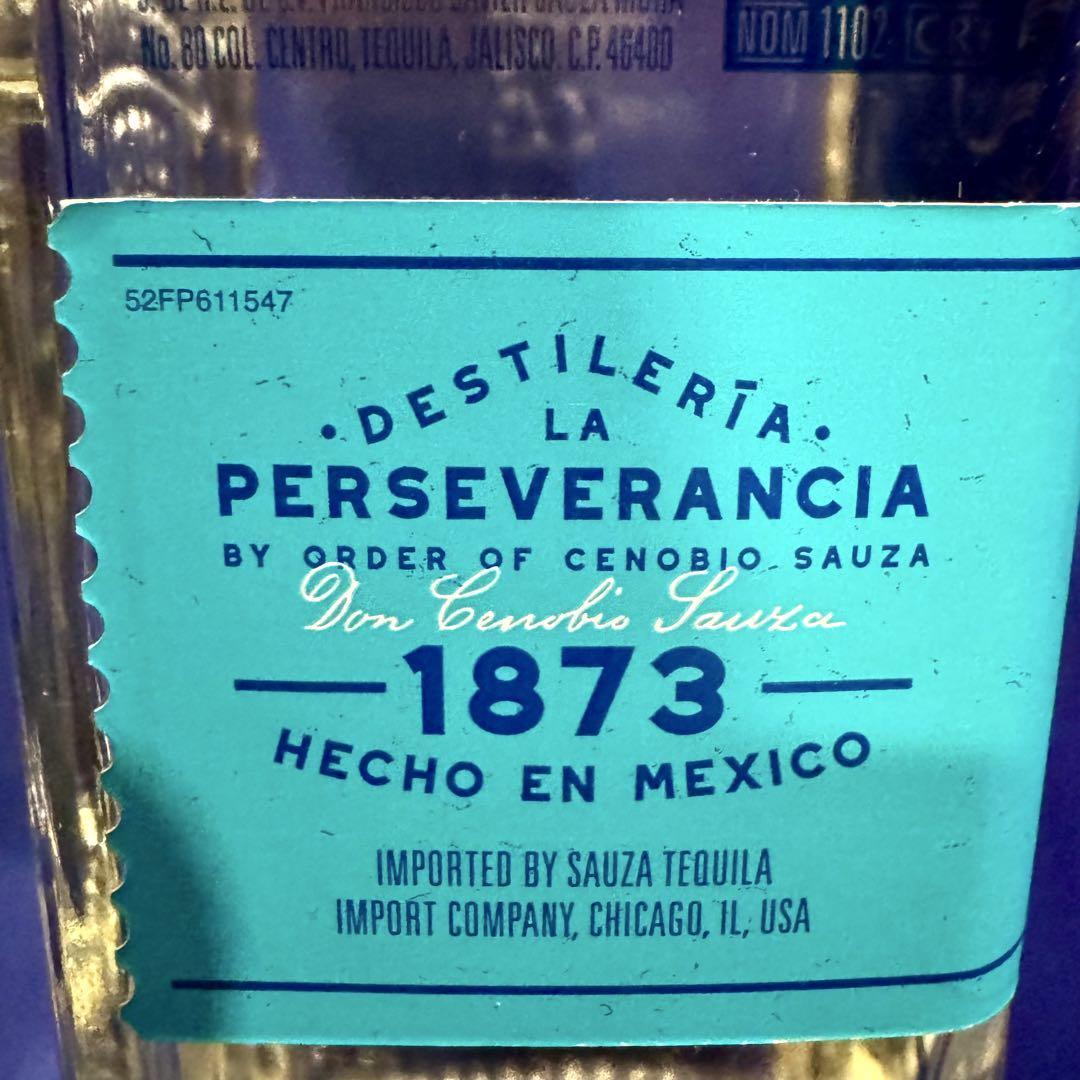 No. 80 COL. CENTRO, TEQUILA, JALISCO. C.P. 46400
NOM 1102 CRT
52FP611547
• DESTILERÍA •
LA
PERSEVERANCIA
BY ORDER OF CENOBIO SAUZA
Don Cenobio Sauza
1873
HECHO EN MEXICO
IMPORTED BY SAUZA TEQUILA
IMPORT COMPANY, CHICAGO, IL, USA